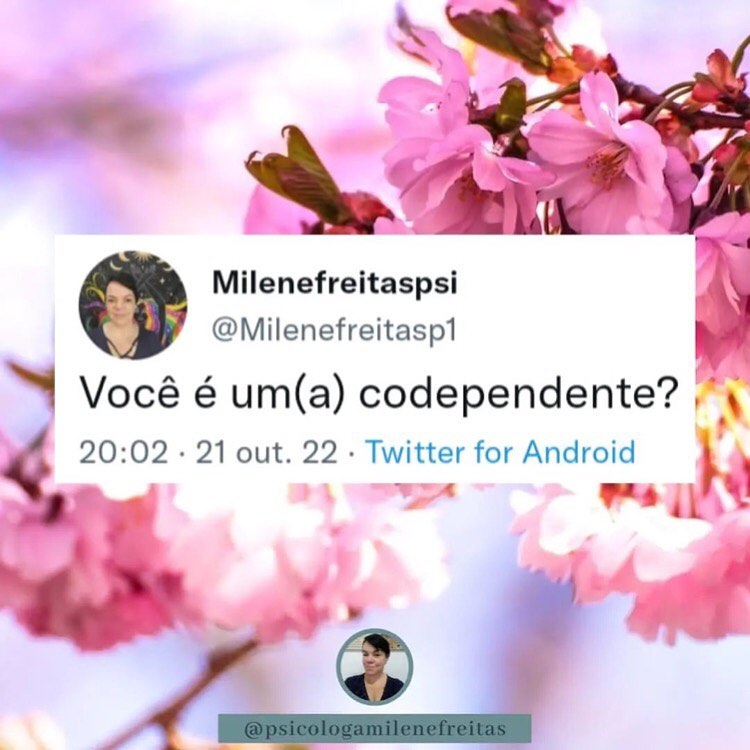 Milenefreitaspsi
@Milenefreitasp1
Você é um(a) codependente?
20:02 · 21 out. 22 · Twitter for Android
@psicologamilenefreitas